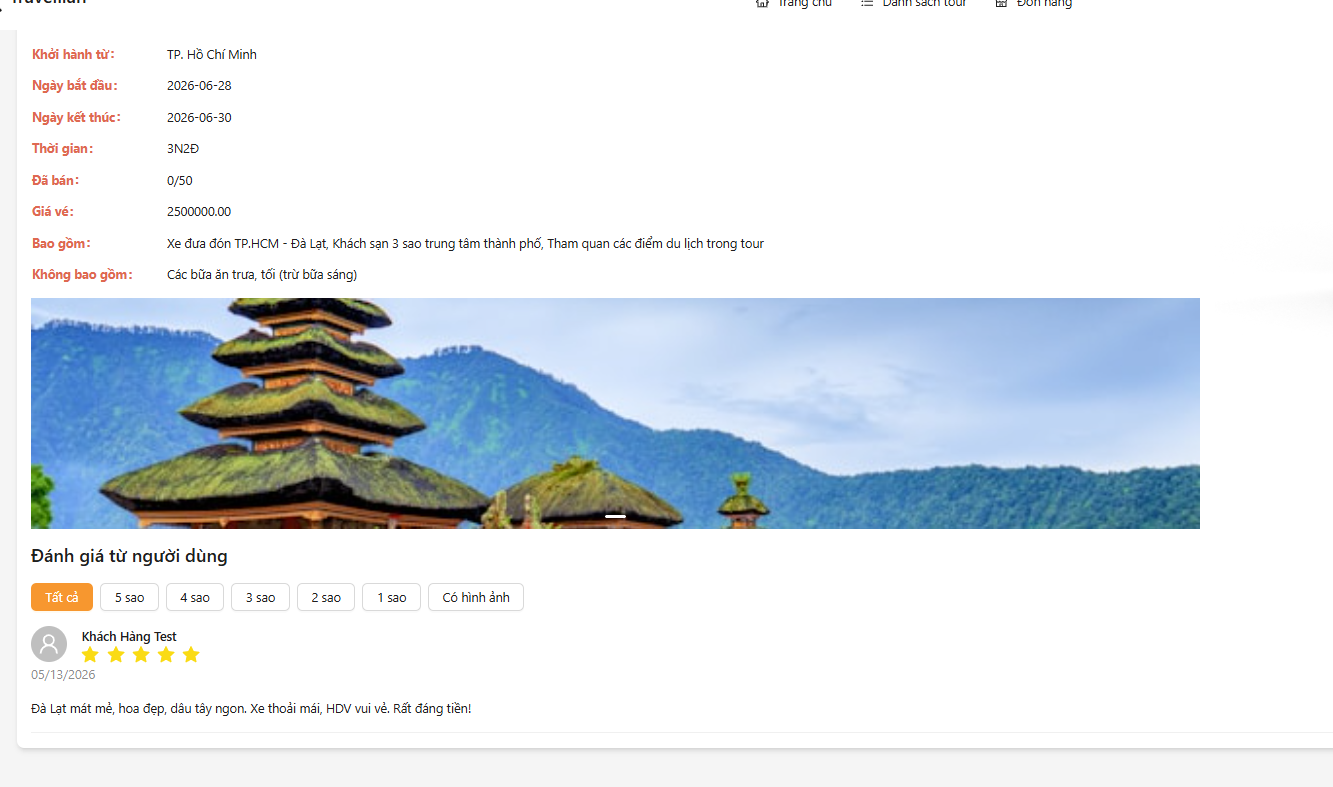 Trang chủ
Danh sách tour
Đơn hàng
Khởi hành từ: TP. Hồ Chí Minh
Ngày bắt đầu: 2026-06-28
Ngày kết thúc: 2026-06-30
Thời gian: 3N2Đ
Đã bán: 0/50
Giá vé: 2500000.00
Bao gồm: Xe đưa đón TP.HCM - Đà Lạt, Khách sạn 3 sao trung tâm thành phố, Tham quan các điểm du lịch trong tour
Không bao gồm: Các bữa ăn trưa, tối (trừ bữa sáng)
Đánh giá từ người dùng
Tất cả
5 sao
4 sao
3 sao
2 sao
1 sao
Có hình ảnh
Khách Hàng Test
05/13/2026
Đà Lạt mát mẻ, hoa đẹp, dâu tây ngon. Xe thoải mái, HDV vui vẻ. Rất đáng tiền!